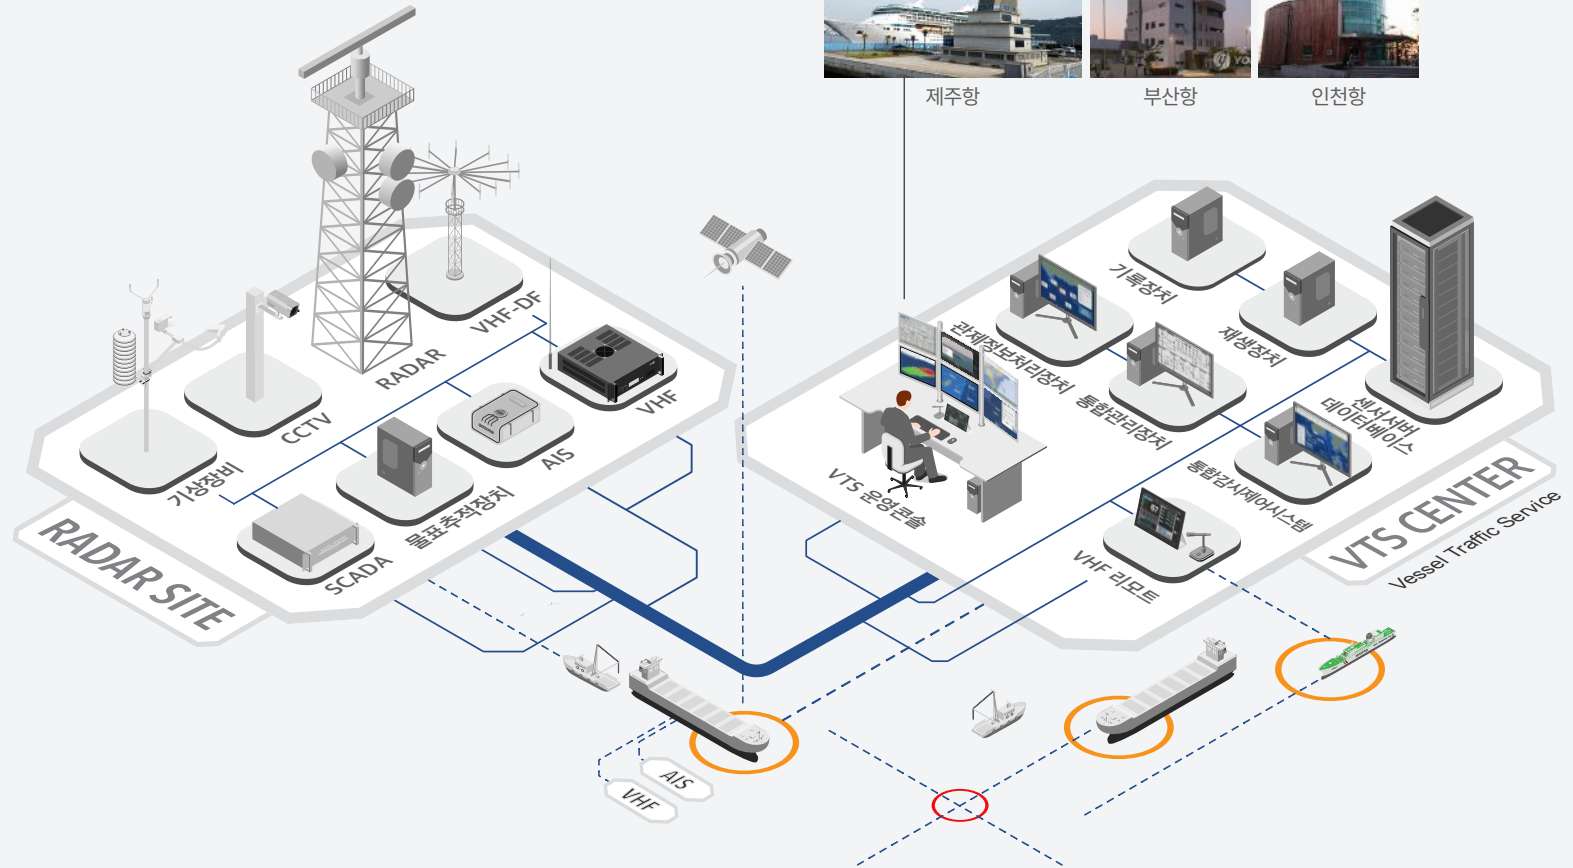 제주항
부산항
인천항
VHF-DF
RADAR
CCTV
기상장비
VHF
AIS
물표추적장치
SCADA
RADAR SITE
기록장치
재생장치
관제정보처리장치
통합관리장치
센서서버
데이터베이스
통합감시제어시스템
VTS 운영콘솔
VHF 리모트
VTS CENTER
Vessel Traffic Service
AIS
VHF